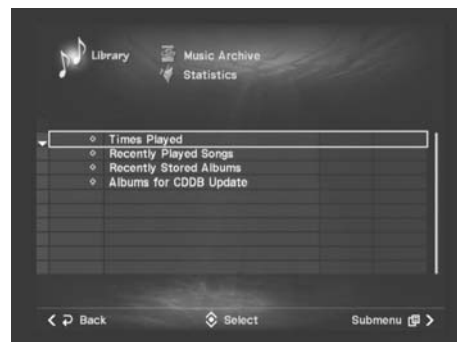 Library
Music Archive
Statistics
Times Played
Recently Played Songs
Recently Stored Albums
Albums for CDDB Update
Back
Select
Submenu